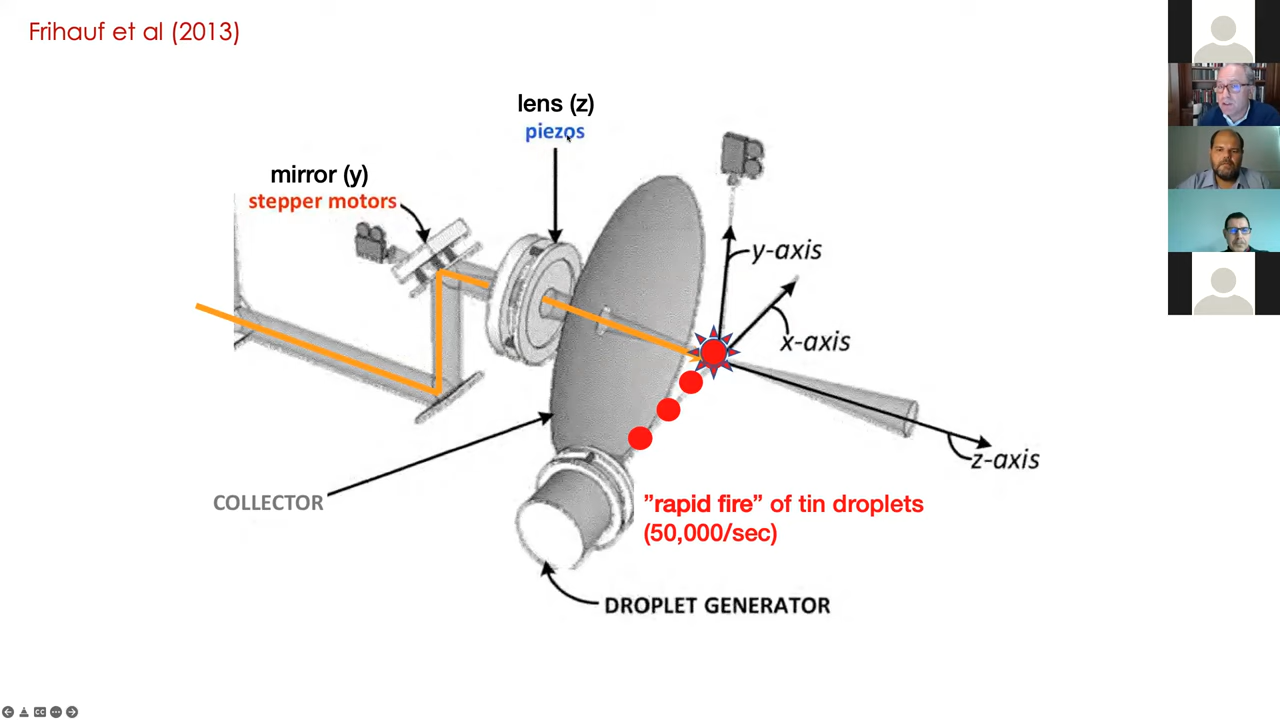 Frihauf et al (2013)
lens (z)
piezos
mirror (y)
stepper motors
y-axis
x-axis
z-axis
COLLECTOR
”rapid fire” of tin droplets
(50,000/sec)
DROPLET GENERATOR